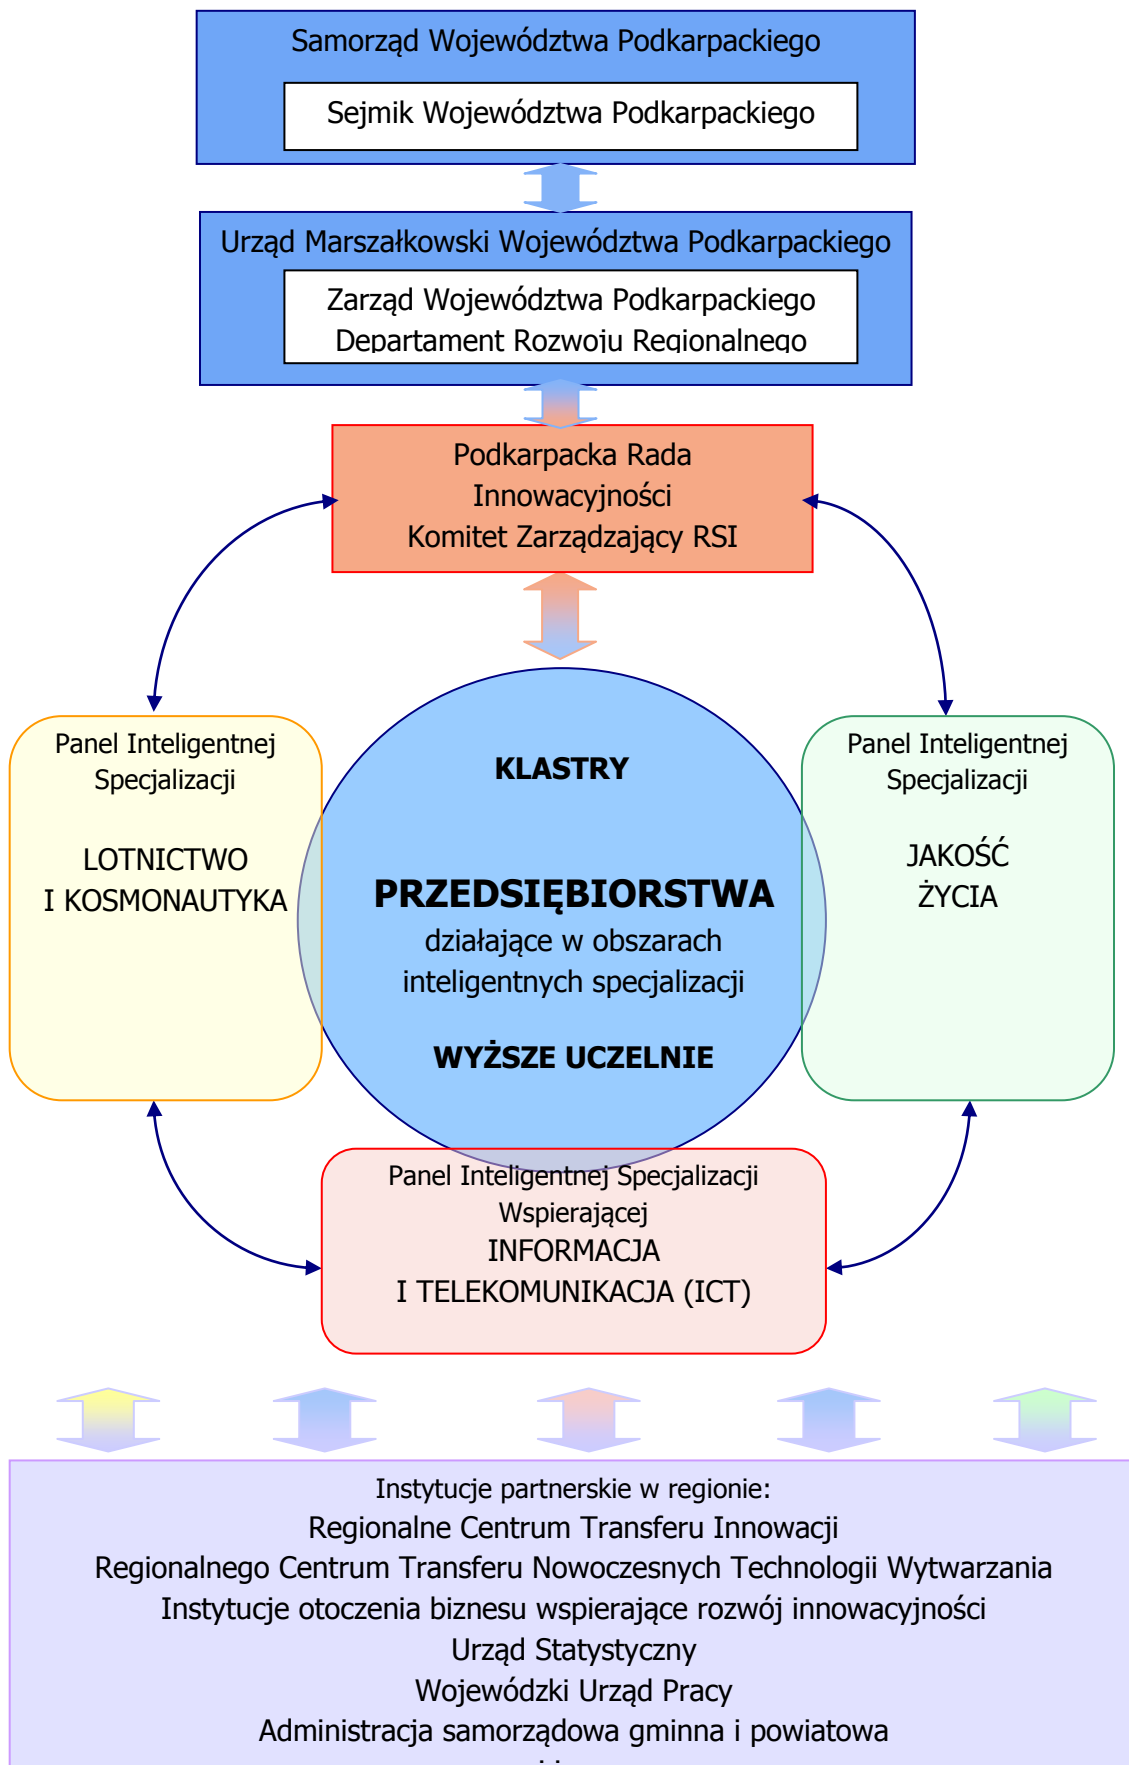 Samorząd Województwa Podkarpackiego
Sejmik Województwa Podkarpackiego
Urząd Marszałkowski Województwa Podkarpackiego
Zarząd Województwa Podkarpackiego
Departament Rozwoju Regionalnego
Podkarpacka Rada
Innowacyjności
Komitet Zarządzający RSI
Panel Inteligentnej
Specjalizacji
LOTNICTWO
I KOSMONAUTYKA
KLASTRY
PRZEDSIĘBIORSTWA
działające w obszarach
inteligentnych specjalizacji
WYŻSZE UCZELNIE
Panel Inteligentnej
Specjalizacji
JAKOŚĆ
ŻYCIA
Panel Inteligentnej Specjalizacji
Wspierającej
INFORMACJA
I TELEKOMUNIKACJA (ICT)
Instytucje partnerskie w regionie:
Regionalne Centrum Transferu Innowacji
Regionalnego Centrum Transferu Nowoczesnych Technologii Wytwarzania
Instytucje otoczenia biznesu wspierające rozwój innowacyjności
Urząd Statystyczny
Wojewódzki Urząd Pracy
Administracja samorządowa gminna i powiatowa